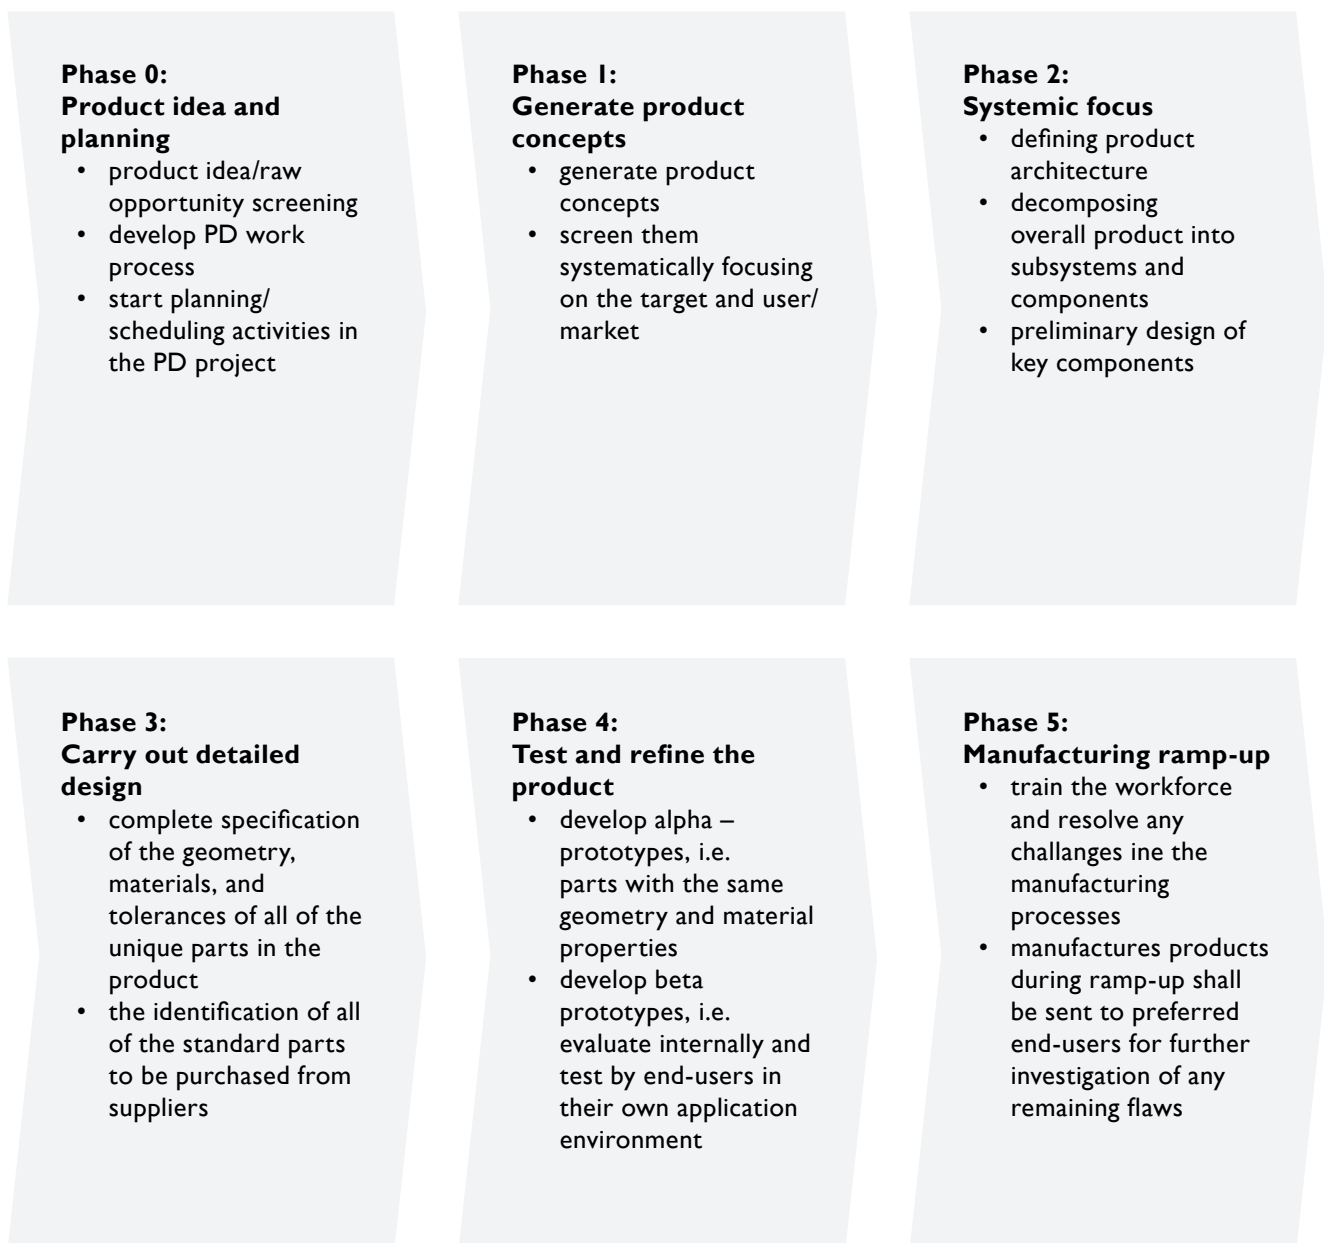 Phase 0:
Product idea and
planning
• product idea/raw
opportunity screening
• develop PD work
process
• start planning/
scheduling activities in
the PD project
Phase 1:
Generate product
concepts
• generate product
concepts
• screen them
systematically focusing
on the target and user/
market
Phase 2:
Systemic focus
• defining product
architecture
• decomposing
overall product into
subsystems and
components
• preliminary design of
key components
Phase 3:
Carry out detailed
design
• complete specification
of the geometry,
materials, and
tolerances of all of the
unique parts in the
product
• the identification of all
of the standard parts
to be purchased from
suppliers
Phase 4:
Test and refine the
product
• develop alpha –
prototypes, i.e.
parts with the same
geometry and material
properties
• develop beta
prototypes, i.e.
evaluate internally and
test by end-users in
their own application
environment
Phase 5:
Manufacturing ramp-up
• train the workforce
and resolve any
challanges ine the
manufacturing
processes
• manufactures products
during ramp-up shall
be sent to preferred
end-users for further
investigation of any
remaining flaws